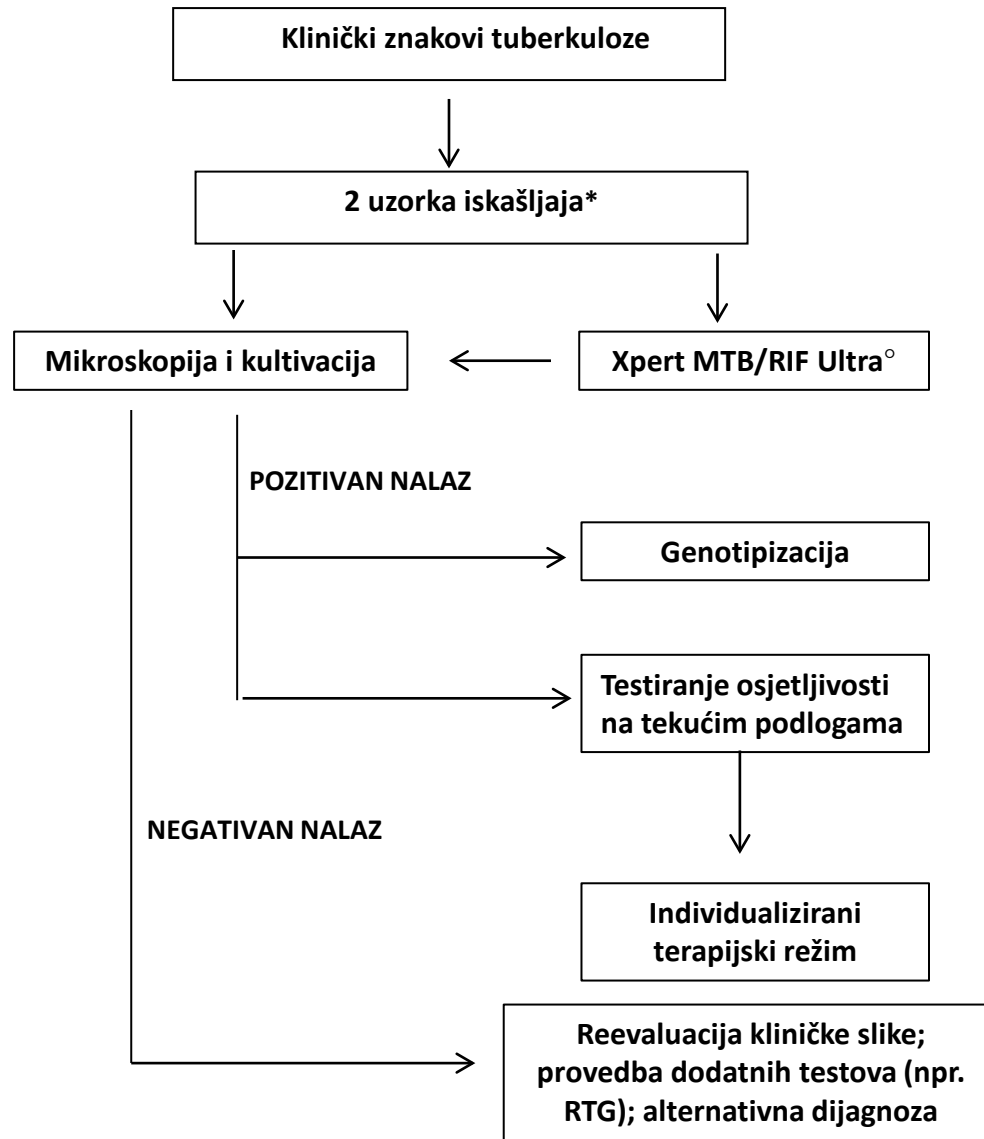 Klinički znakovi tuberkuloze
2 uzorka iskašljaja*
Mikroskopija i kultivacija
Xpert MTB/RIF Ultra°
POZITIVAN NALAZ
Genotipizacija
Testiranje osjetljivosti
na tekućim podlogama
NEGATIVAN NALAZ
Individualizirani
terapijski režim
Reevaluacija kliničke slike;
provedba dodatnih testova (npr.
RTG); alternativna dijagnoza